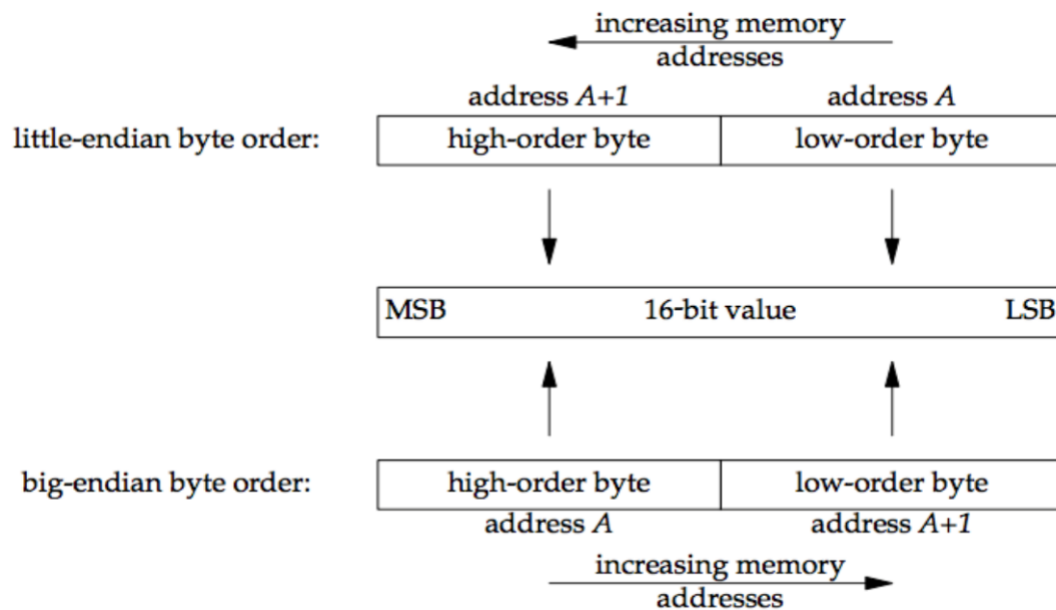 increasing memory
addresses
address A+1 address A
little-endian byte order: high-order byte low-order byte
MSB 16-bit value LSB
big-endian byte order: high-order byte low-order byte
address A address A+1
increasing memory
addresses